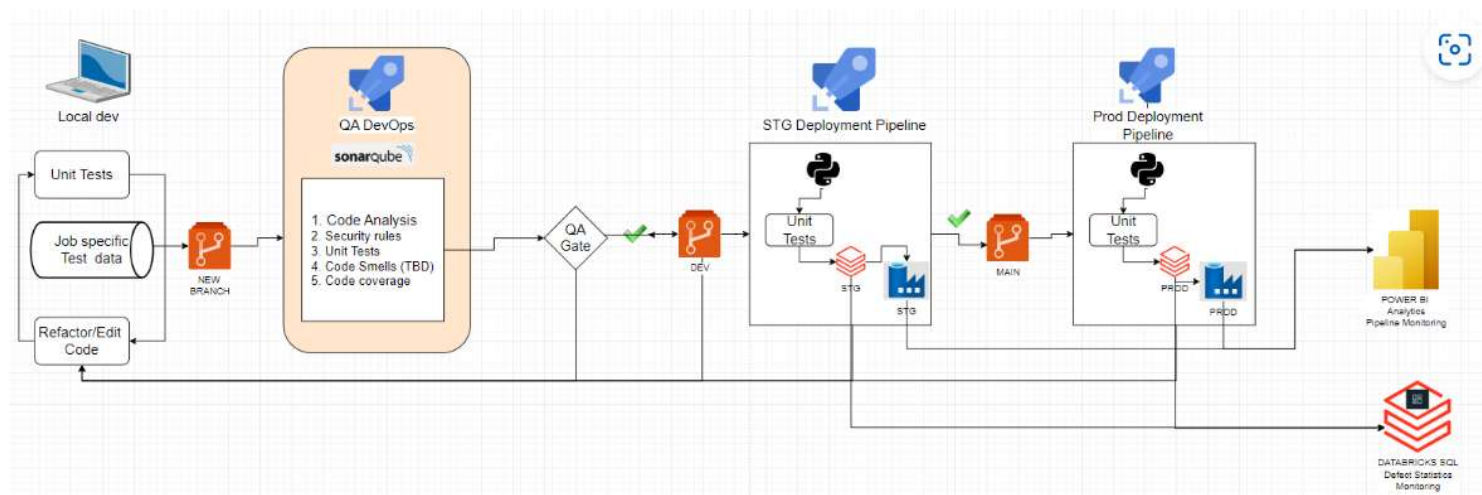 Local dev
Unit Tests
Job specific
Test data
Refactor/Edit
Code
NEW
BRANCH
QA DevOps
sonarqube
1. Code Analysis
2. Security rules
3. Unit Tests
4. Code Smells (TBD)
5. Code coverage
QA
Gate
DEV
STG Deployment Pipeline
Unit
Tests
STG
STG
MAIN
Prod Deployment
Pipeline
Unit
Tests
PROD
PROD
POWER BI
Analytics
Pipeline Monitoring
DATABRICKS SQL
Defect Statistics
Monitoring